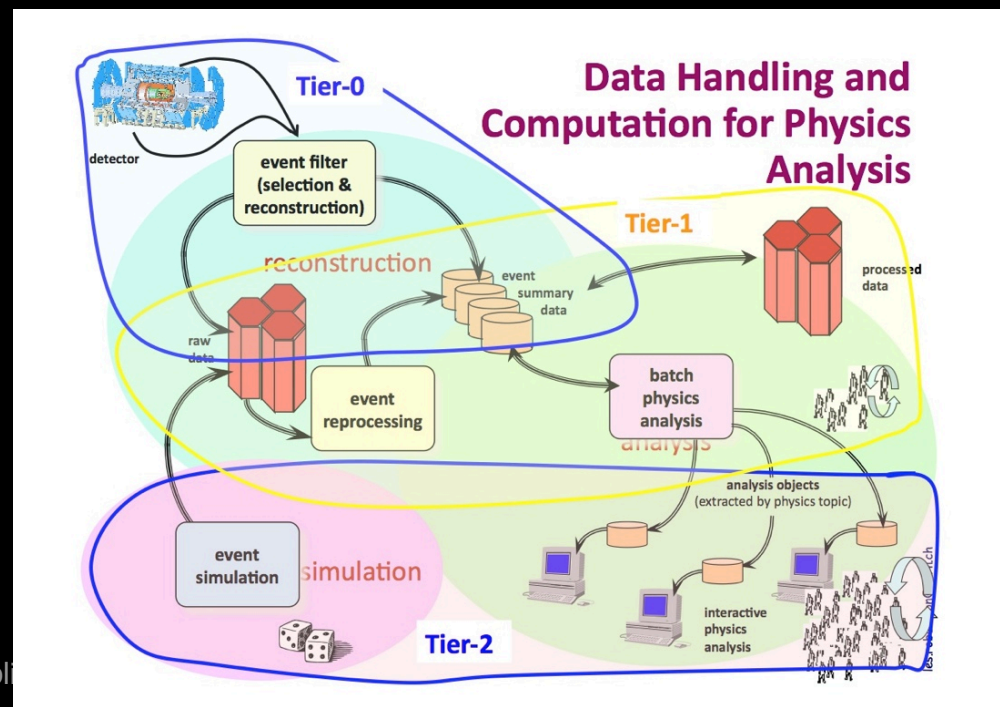 Data Handling and
Computation for Physics
Analysis
Tier-0
detector
event filter
(selection &
reconstruction)
Tier-1
reconstruction
event
summary
data
processed
data
raw
data
event
reprocessing
batch
physics
analysis
analysis
analysis objects
(extracted by physics topic)
event
simulation
simulation
interactive
physics
analysis
Tier-2